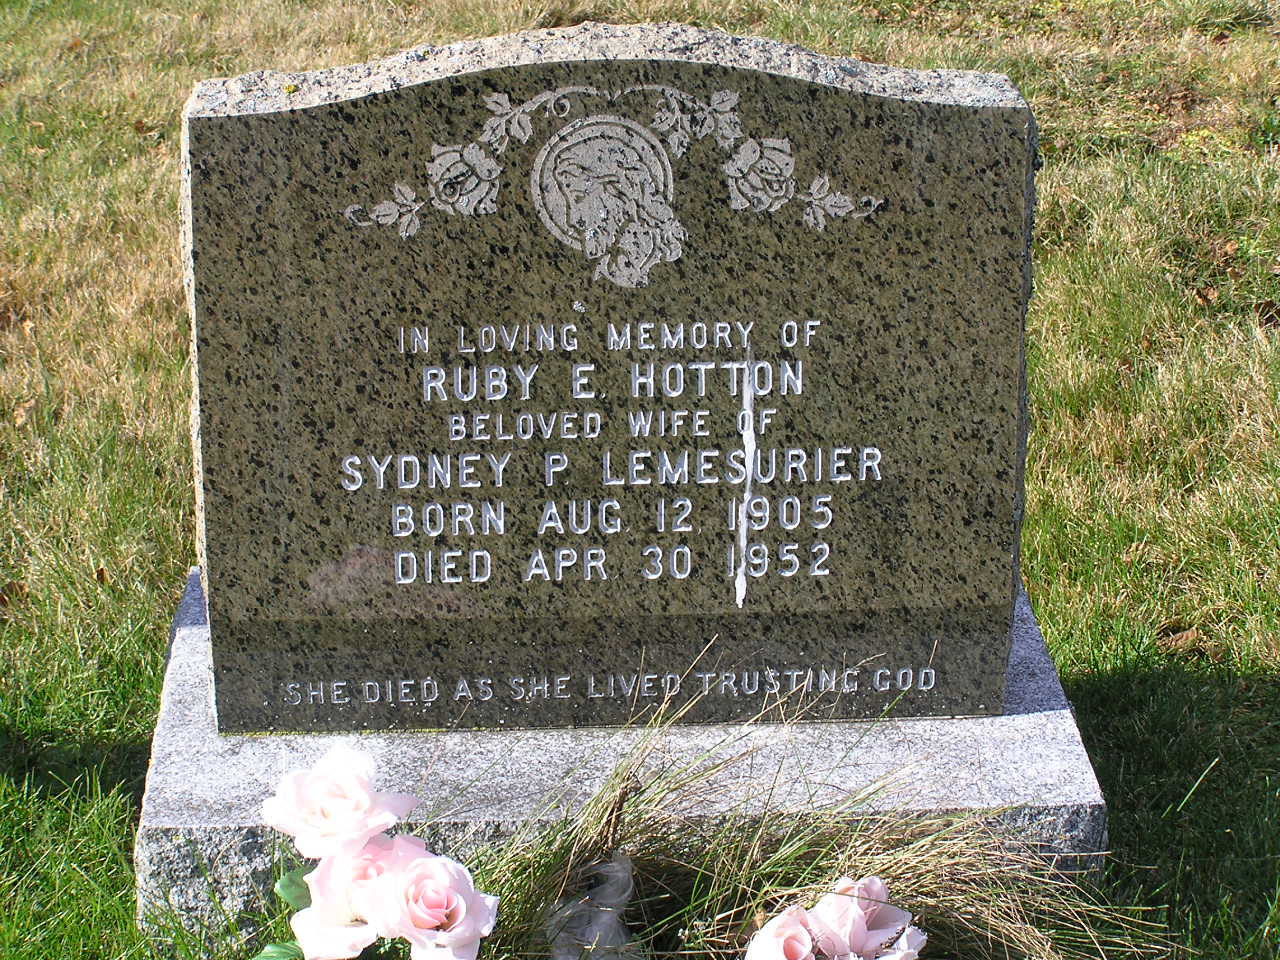 IN LOVING MEMORY OF
RUBY E. HOTTON
BELOVED WIFE OF
SYDNEY P. LEMESURIER
BORN AUG. 12 1905
DIED APR. 30 1952
SHE DIED AS SHE LIVED TRUSTING GOD